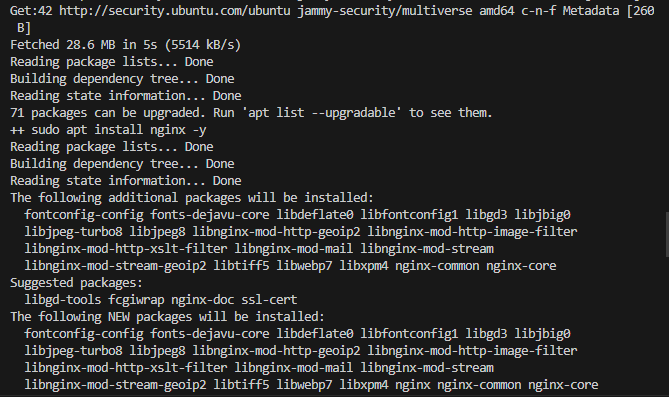 Get:42 http://security.ubuntu.com/ubuntu jammy-security/multiverse amd64 c-n-f Metadata [260
 B]
Fetched 28.6 MB in 5s (5514 kB/s)
Reading package lists... Done
Building dependency tree... Done
Reading state information... Done
71 packages can be upgraded. Run 'apt list --upgradable' to see them.
++ sudo apt install nginx -y
Reading package lists... Done
Building dependency tree... Done
Reading state information... Done
The following additional packages will be installed:
  fontconfig-config fonts-dejavu-core libdeflate0 libfontconfig1 libgd3 libjbig0
  libjpeg-turbo8 libjpeg8 libnginx-mod-http-geoip2 libnginx-mod-http-image-filter
  libnginx-mod-http-xslt-filter libnginx-mod-mail libnginx-mod-stream
  libnginx-mod-stream-geoip2 libtiff5 libwebp7 libxpm4 nginx-common nginx-core
Suggested packages:
  libgd-tools fcgiwrap nginx-doc ssl-cert
The following NEW packages will be installed:
  fontconfig-config fonts-dejavu-core libdeflate0 libfontconfig1 libgd3 libjbig0
  libjpeg-turbo8 libjpeg8 libnginx-mod-http-geoip2 libnginx-mod-http-image-filter
  libnginx-mod-http-xslt-filter libnginx-mod-mail libnginx-mod-stream
  libnginx-mod-stream-geoip2 libtiff5 libwebp7 libxpm4 nginx nginx-common nginx-core